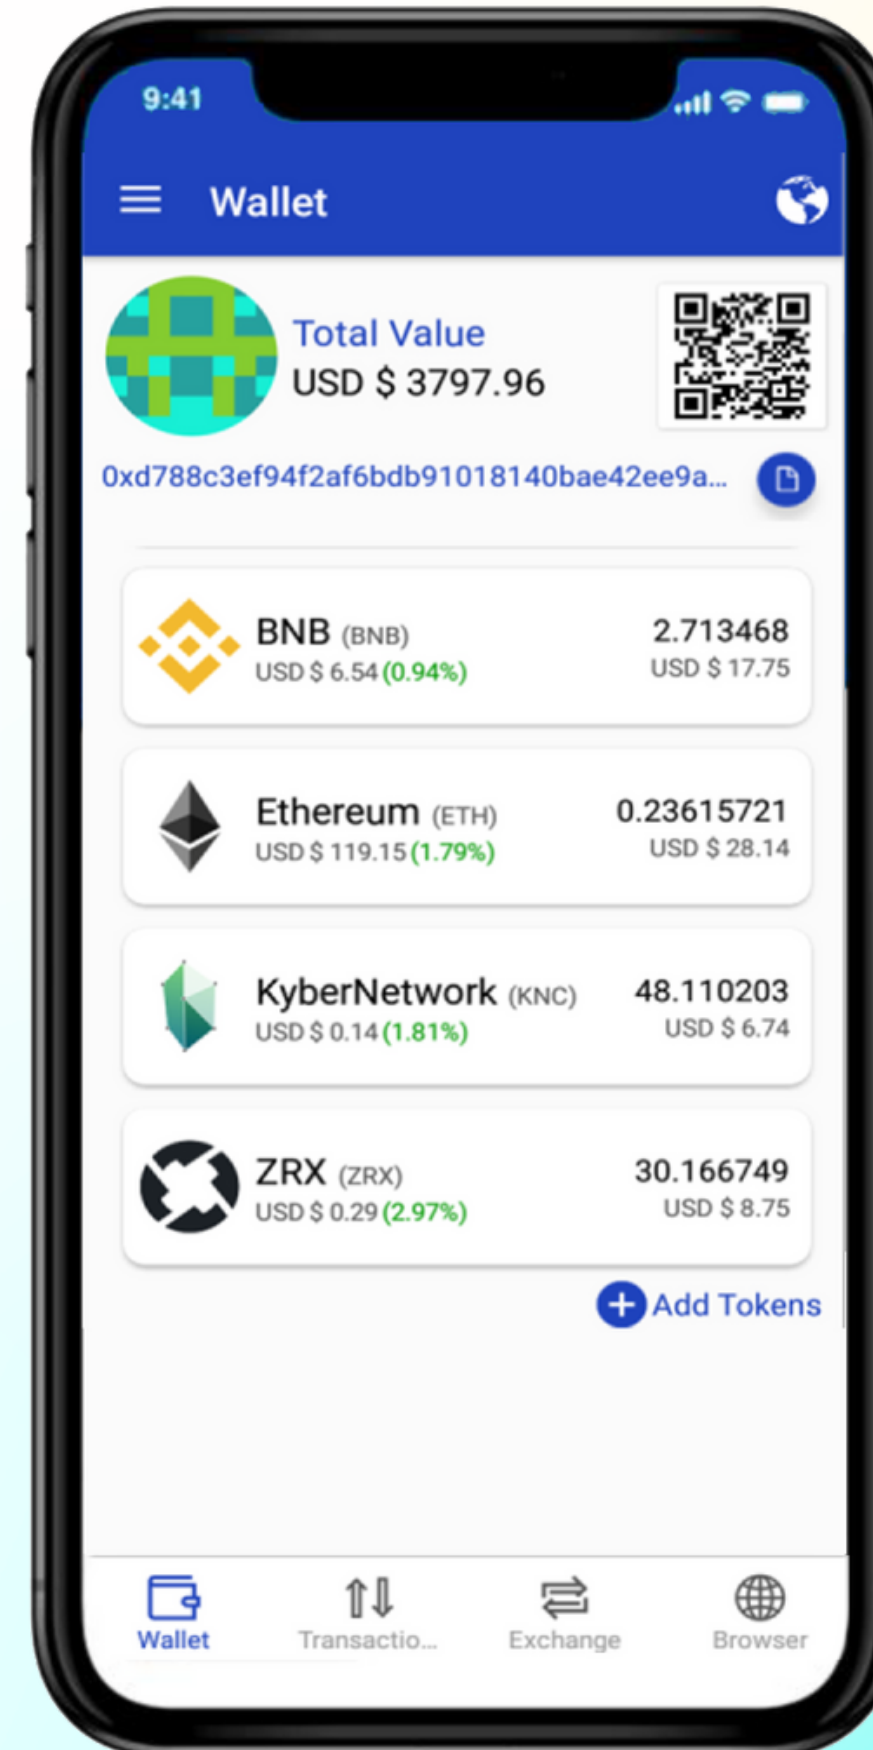 9:41
Wallet
Total Value
USD $ 3797.96
0xd788c3ef94f2af6bdb91018140bae42ee9a...
BNB (BNB) 2.713468
USD $ 6.54 (0.94%) USD $ 17.75
Ethereum (ETH) 0.23615721
USD $ 119.15 (1.79%) USD $ 28.14
KyberNetwork (KNC) 48.110203
USD $ 0.14 (1.81%) USD $ 6.74
ZRX (ZRX) 30.166749
USD $ 0.29 (2.97%) USD $ 8.75
Add Tokens
Wallet Transactio... Exchange Browser